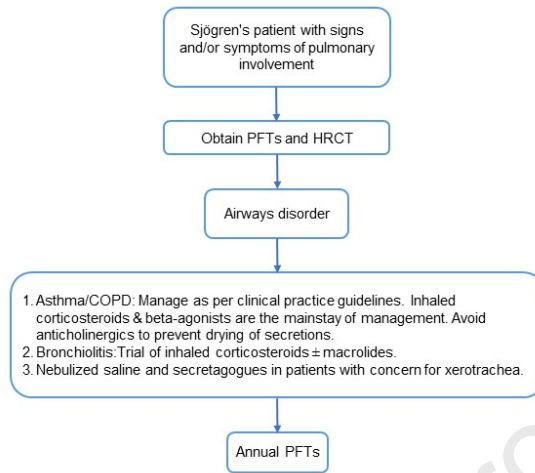 Sjögren's patient with signs
and/or symptoms of pulmonary
involvement
Obtain PFTs and HRCT
Airways disorder
1. Asthma/COPD: Manage as per clinical practice guidelines. Inhaled
corticosteroids & beta-agonists are the mainstay of management. Avoid
anticholinergics to prevent drying of secretions.
2. Bronchiolitis:Trial of inhaled corticosteroids ± macrolides.
3. Nebulized saline and secretagogues in patients with concern for xerotrachea.
Annual PFTs